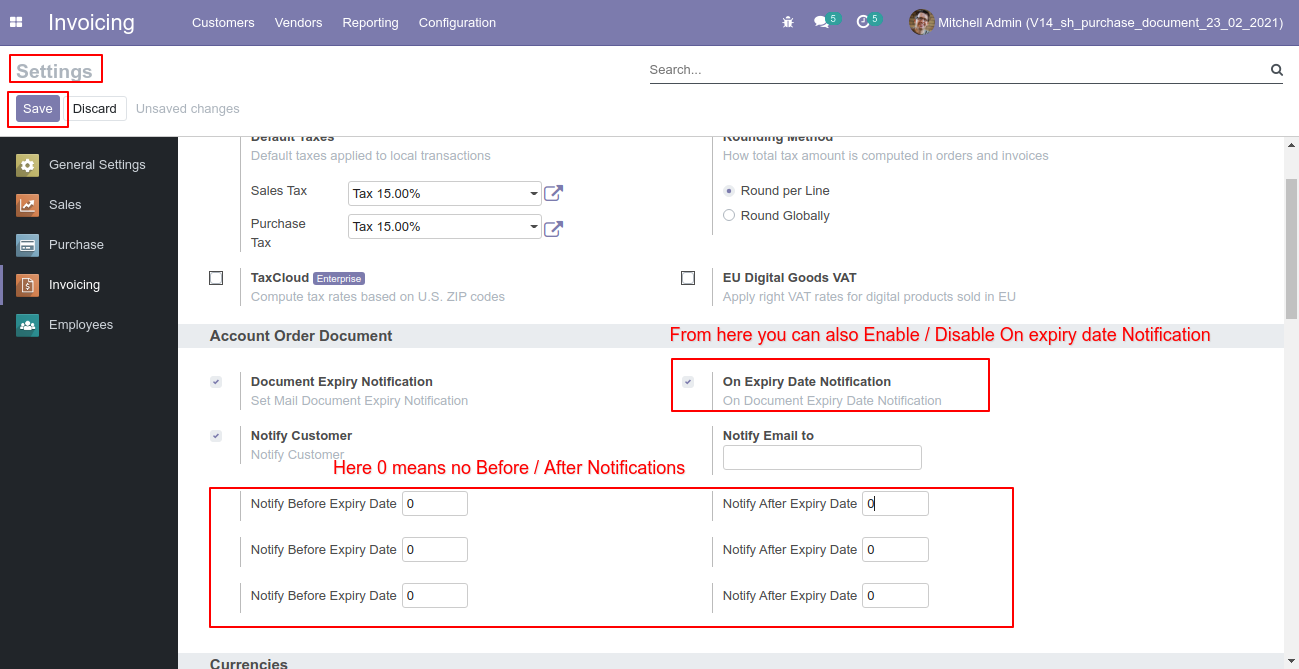 Invoicing Customers Vendors Reporting Configuration 5 5 Mitchell Admin (V14_sh_purchase_document_23_02_2021)
Settings Search...
Save Discard Unsaved changes
Default Taxes Rounding Method
General Settings Default taxes applied to local transactions How total tax amount is computed in orders and invoices
Sales Sales Tax Tax 15.00% Round per Line
Purchase Purchase Tax Tax 15.00% Round Globally
Invoicing TaxCloud Enterprise EU Digital Goods VAT
Compute tax rates based on U.S. ZIP codes Apply right VAT rates for digital products sold in EU
Employees
Account Order Document From here you can also Enable / Disable On expiry date Notification
Document Expiry Notification On Expiry Date Notification
Set Mail Document Expiry Notification On Document Expiry Date Notification
Notify Customer Notify Email to
Notify Customer
Here 0 means no Before / After Notifications
Notify Before Expiry Date 0 Notify After Expiry Date 0
Notify Before Expiry Date 0 Notify After Expiry Date 0
Notify Before Expiry Date 0 Notify After Expiry Date 0
Currencies